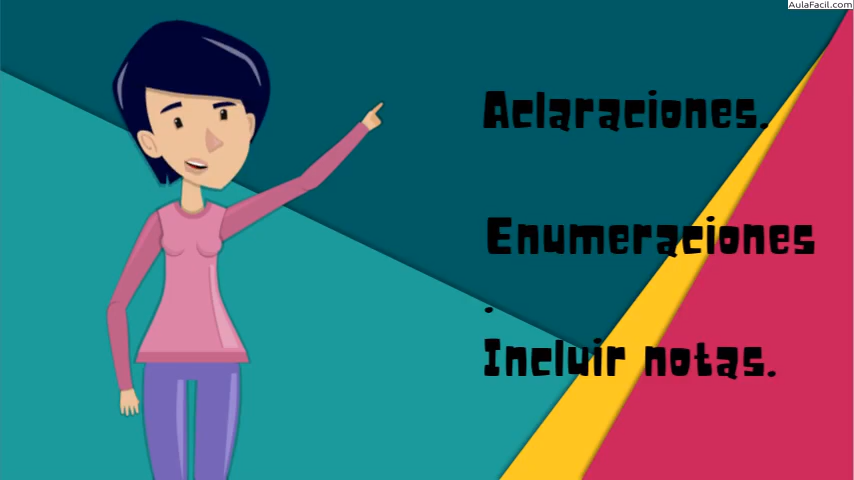 AulaFacil.com
Aclaraciones.
Enumeraciones
.
Incluir notas.